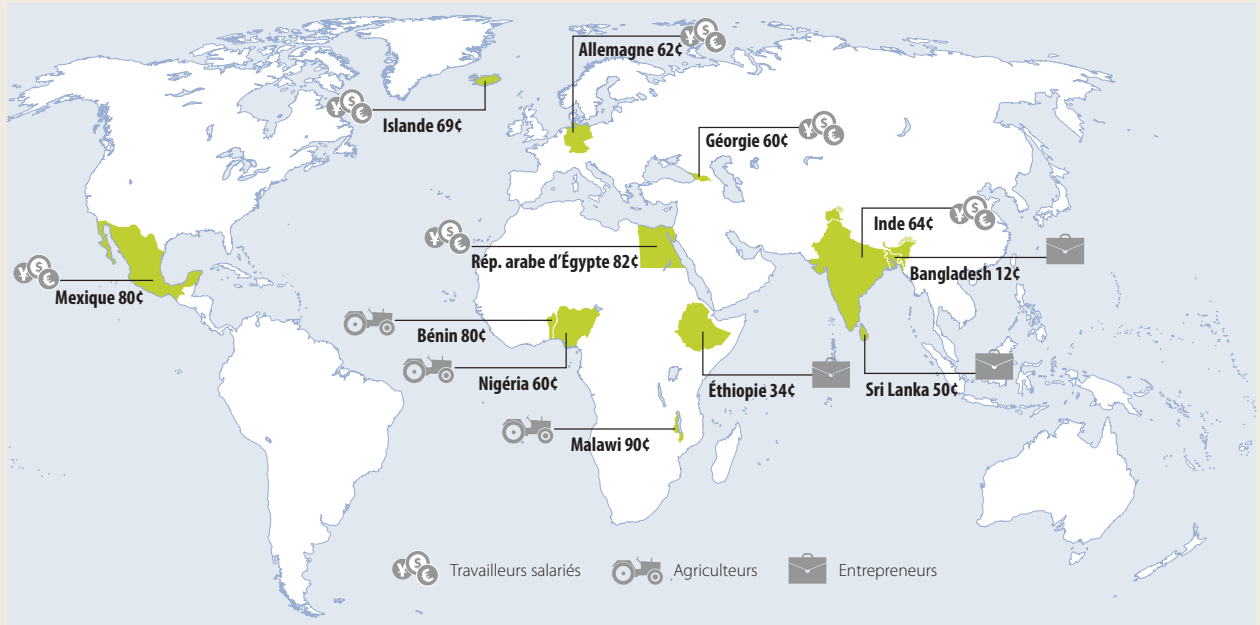 Allemagne 62¢
Islande 69¢
Géorgie 60¢
Inde 64¢
Rép. arabe d’Égypte 82¢
Bangladesh 12¢
Mexique 80¢
Bénin 80¢
Nigéria 60¢
Éthiopie 34¢
Sri Lanka 50¢
Malawi 90¢
Travailleurs salariés
Agriculteurs
Entrepreneurs